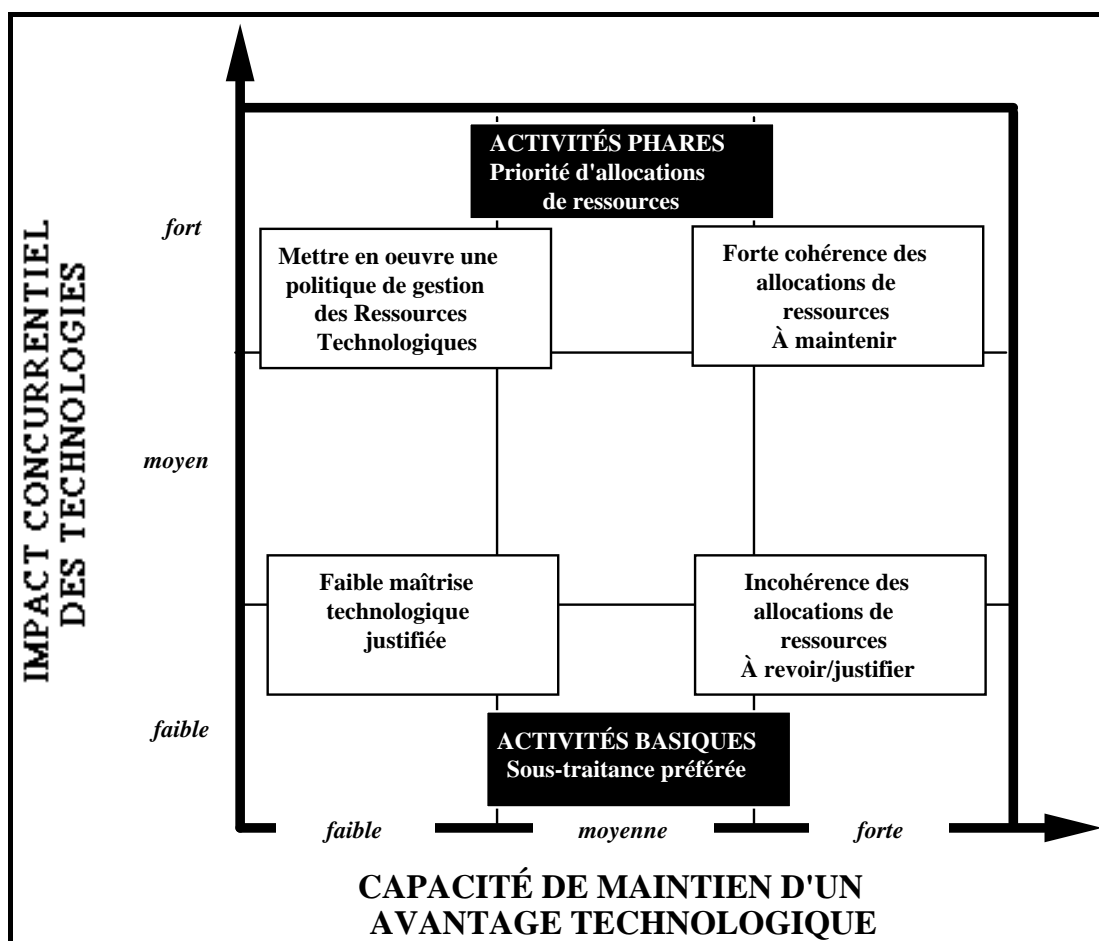 IMPACT CONCURRENTIEL
DES TECHNOLOGIES
ACTIVITÉS PHARES
Priorité d'allocations
de ressources
fort
Mettre en oeuvre une
politique de gestion
des Ressources
Technologiques
Forte cohérence des
allocations de
ressources
À maintenir
moyen
Faible maîtrise
technologique
justifiée
Incohérence des
allocations de
ressources
À revoir/justifier
faible
ACTIVITÉS BASIQUES
Sous-traitance préférée
faible
moyenne
forte
CAPACITÉ DE MAINTIEN D'UN
AVANTAGE TECHNOLOGIQUE